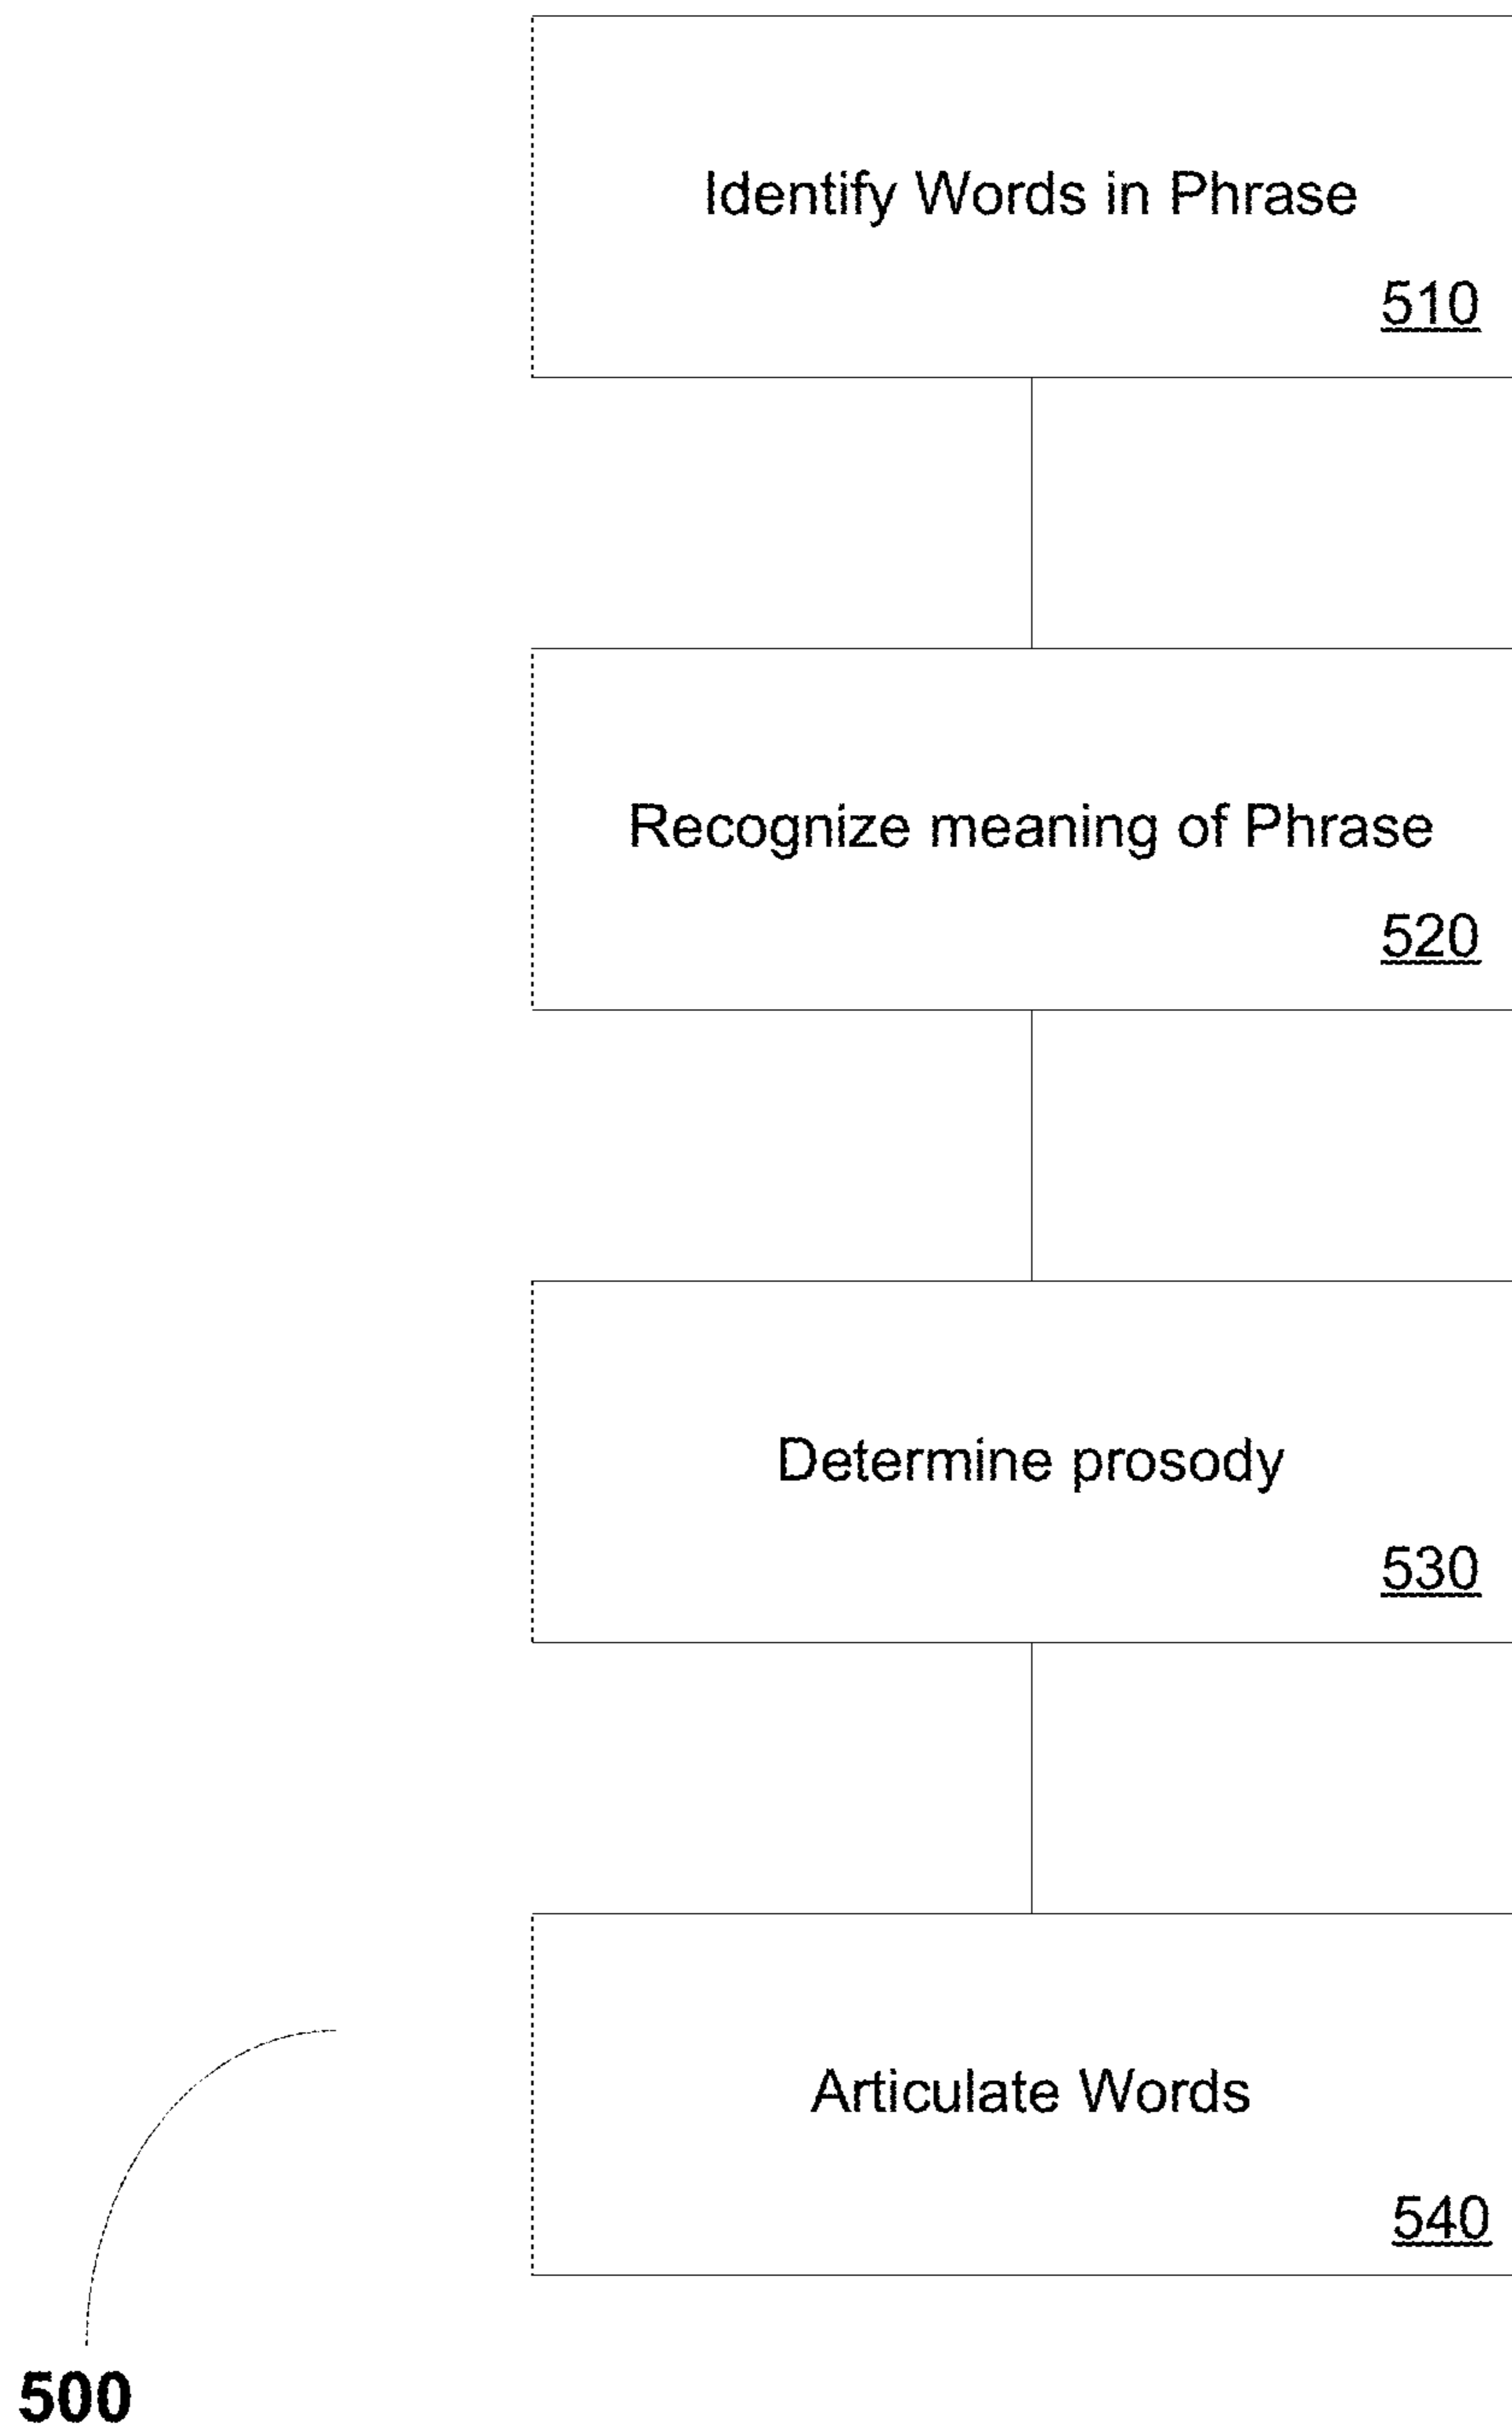 Identify Words in Phrase
510
Recognize meaning of Phrase
520
Determine prosody
530
Articulate Words
540
500